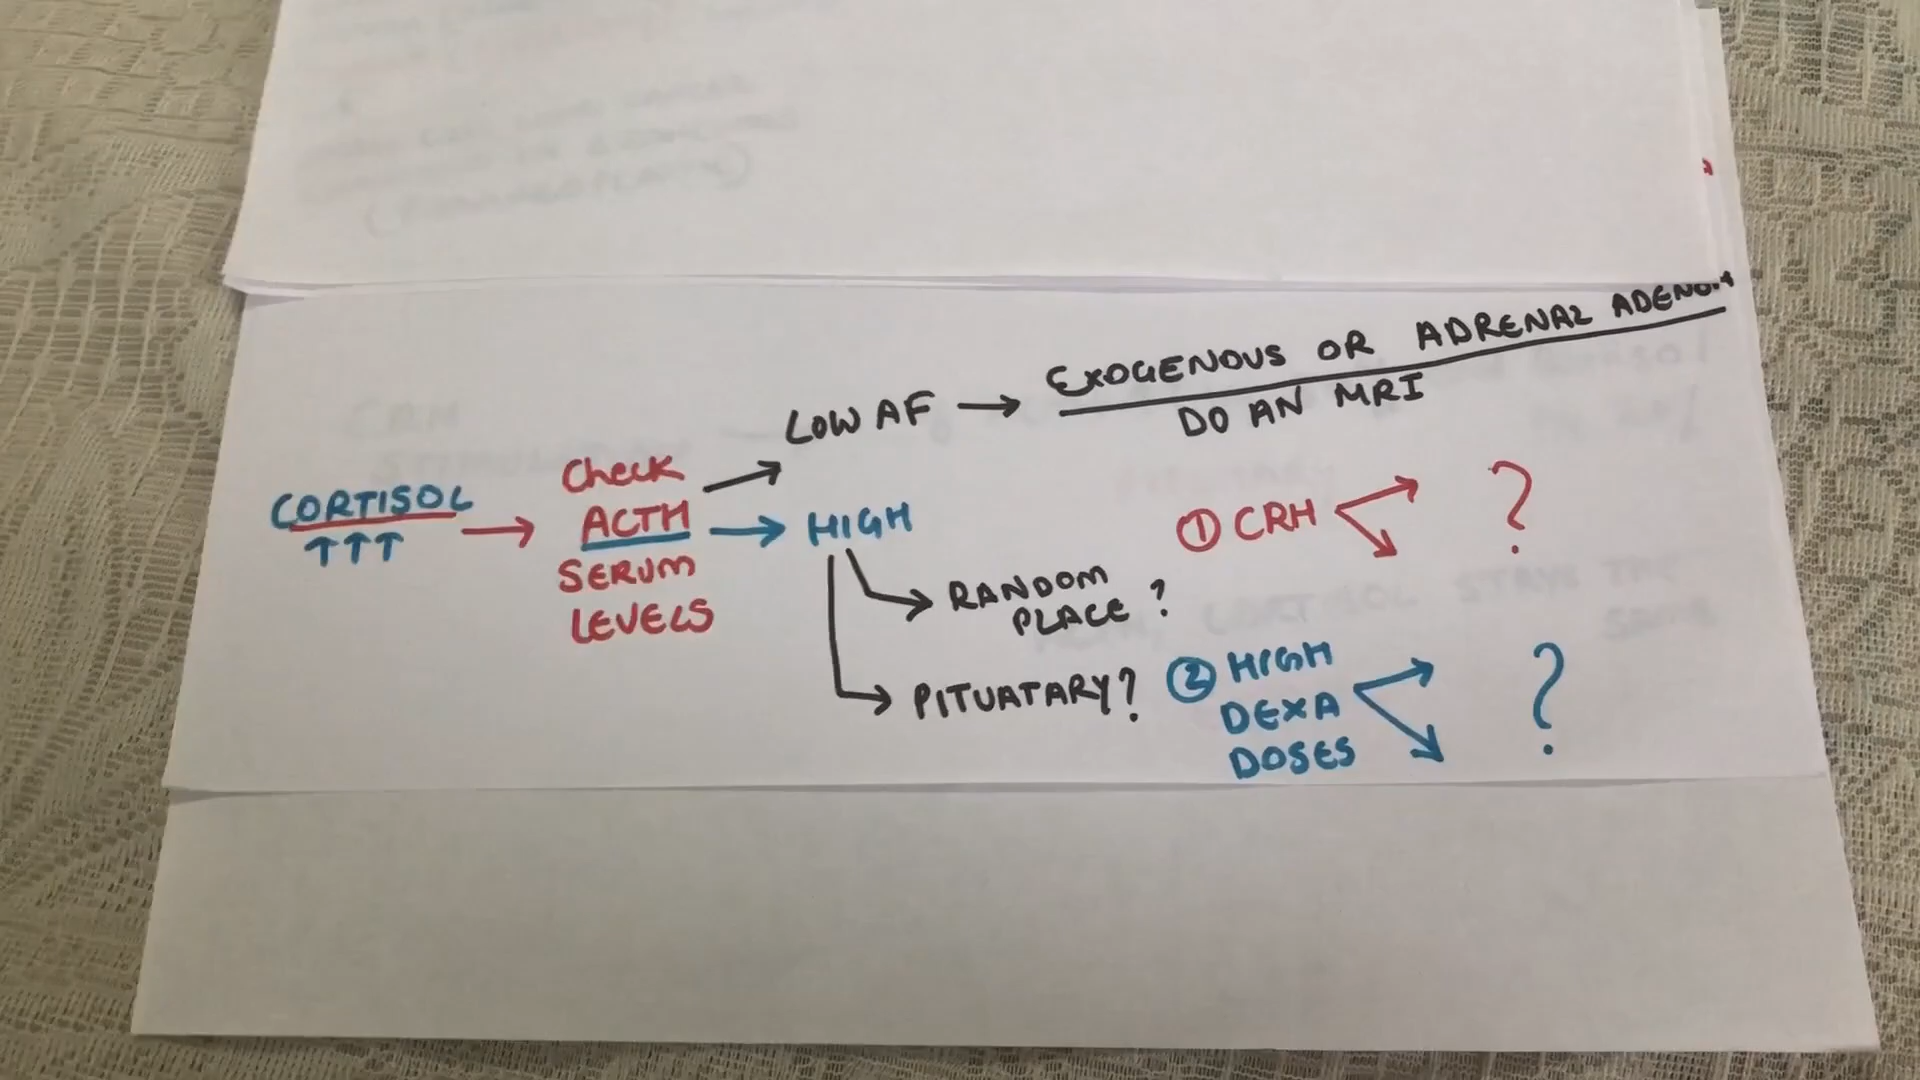 EXOGENOUS OR ADRENAL
DO AN MRI
LOW AF
CORTISOL
↑↑↑
Check
ACTH
SERUM
LEVELS
HIGH
RANDOM
PLACE ?
PITUATARY?
① CRH
?
② HIGH
DEXA
DOSES
?